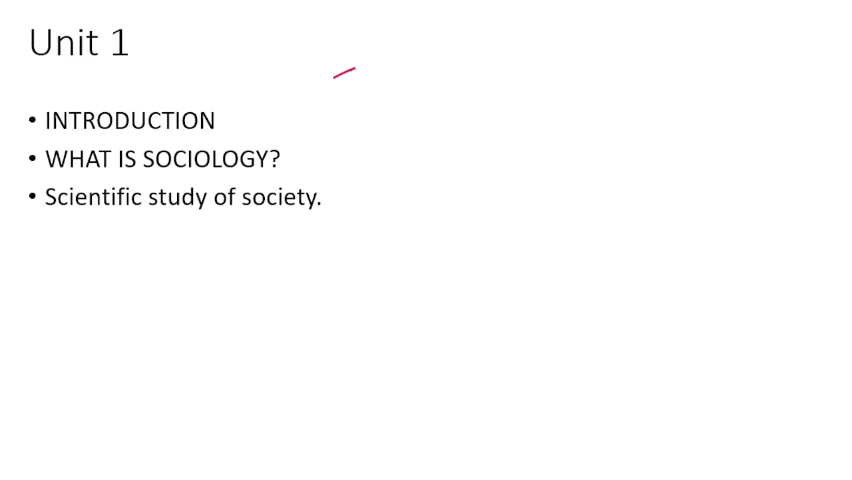 Unit 1
• INTRODUCTION
• WHAT IS SOCIOLOGY?
• Scientific study of society.